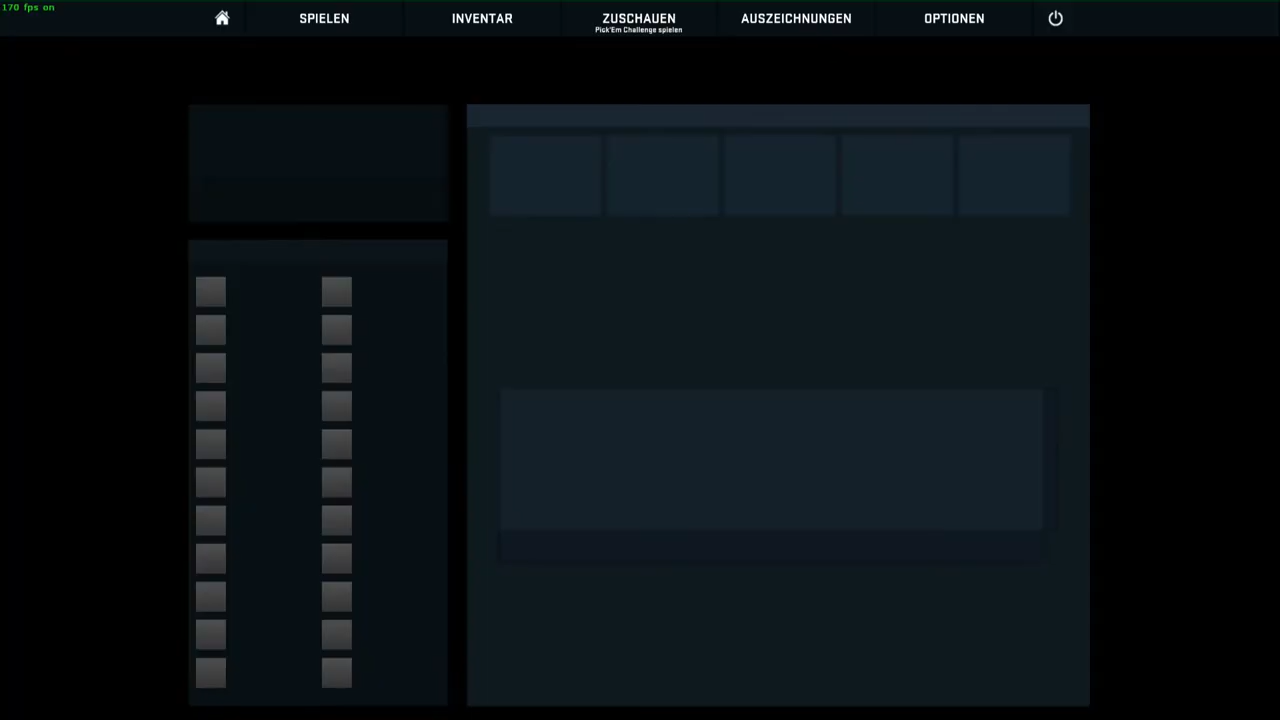 170 fps on
SPIELEN
INVENTAR
ZUSCHAUEN
Pick'Em Challenge spielen
AUSZEICHNUNGEN
OPTIONEN